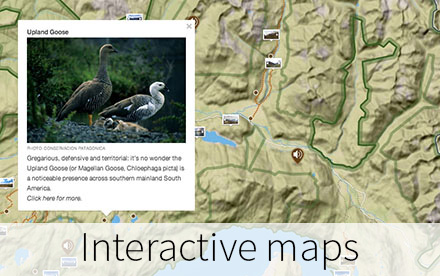 Upland Goose
PHOTO: CONSERVACION PATAGONICA
Gregarious, defensive and territorial: it's no wonder the
Upland Goose (or Magellan Goose, Chloephaga picta) is
a noticeable presence across southern mainland South
America.
Click here for more.
Interactive maps